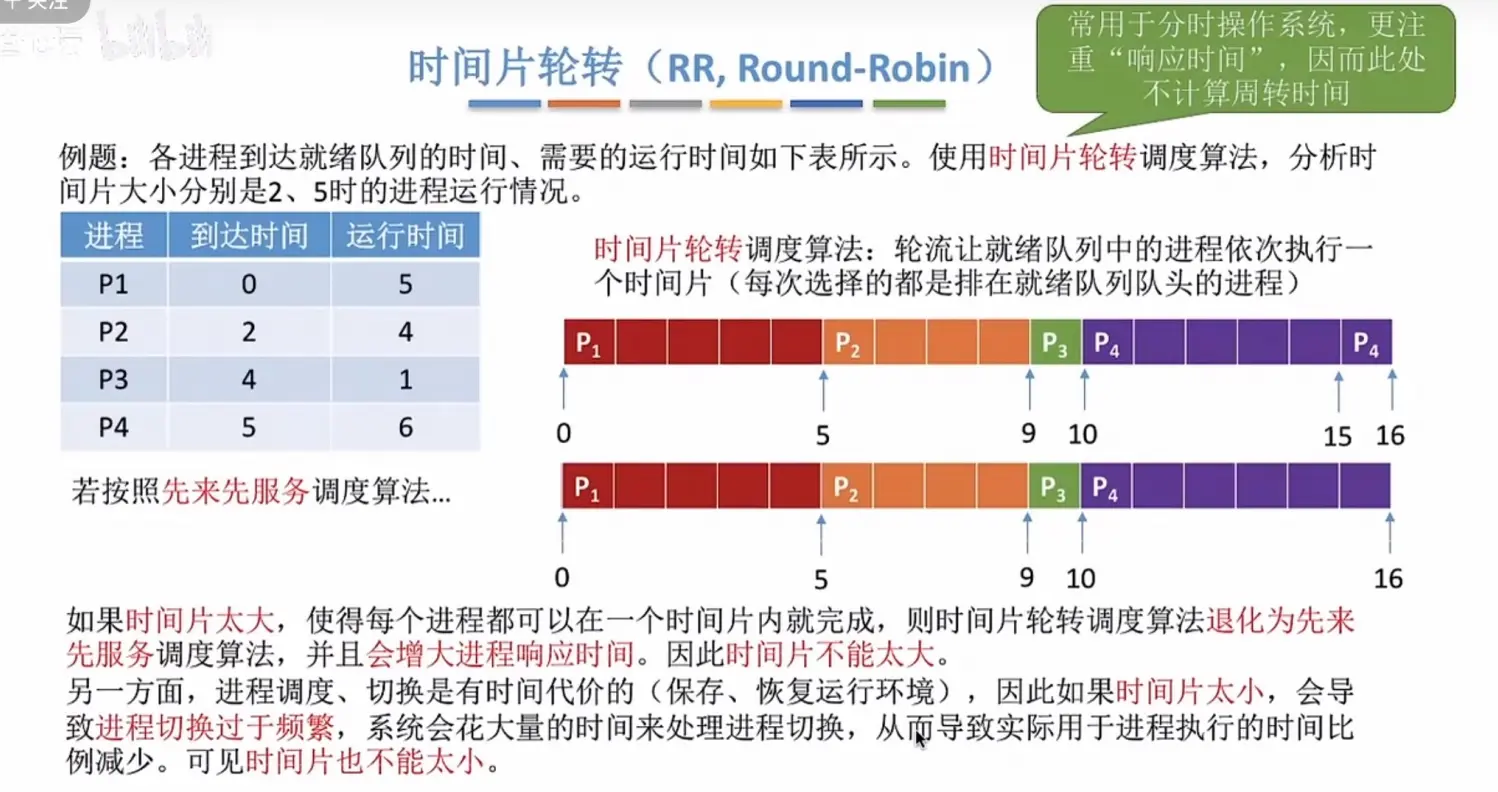 关注
bilibili
时间片轮转（RR, Round-Robin）
常用于分时操作系统，更注
重“响应时间”，因而此处
不计算周转时间
例题：各进程到达就绪队列的时间、需要的运行时间如下表所示。使用时间片轮转调度算法，分析时
间片大小分别是2、5时的进程运行情况。
进程 到达时间 运行时间
P1 0 5
P2 2 4
P3 4 1
P4 5 6
若按照先来先服务调度算法...
时间片轮转调度算法：轮流让就绪队列中的进程依次执行一
个时间片（每次选择的都是排在就绪队列队头的进程）
P₁ P₂ P₃ P₄ P₄
0 5 9 10 15 16
P₁ P₂ P₃ P₄
0 5 9 10 16
如果时间片太大，使得每个进程都可以在一个时间片内就完成，则时间片轮转调度算法退化为先来
先服务调度算法，并且会增大进程响应时间。因此时间片不能太大。
另一方面，进程调度、切换是有时间代价的（保存、恢复运行环境），因此如果时间片太小，会导
致进程切换过于频繁，系统会花大量的时间来处理进程切换，从而导致实际用于进程执行的时间比
例减少。可见时间片也不能太小。